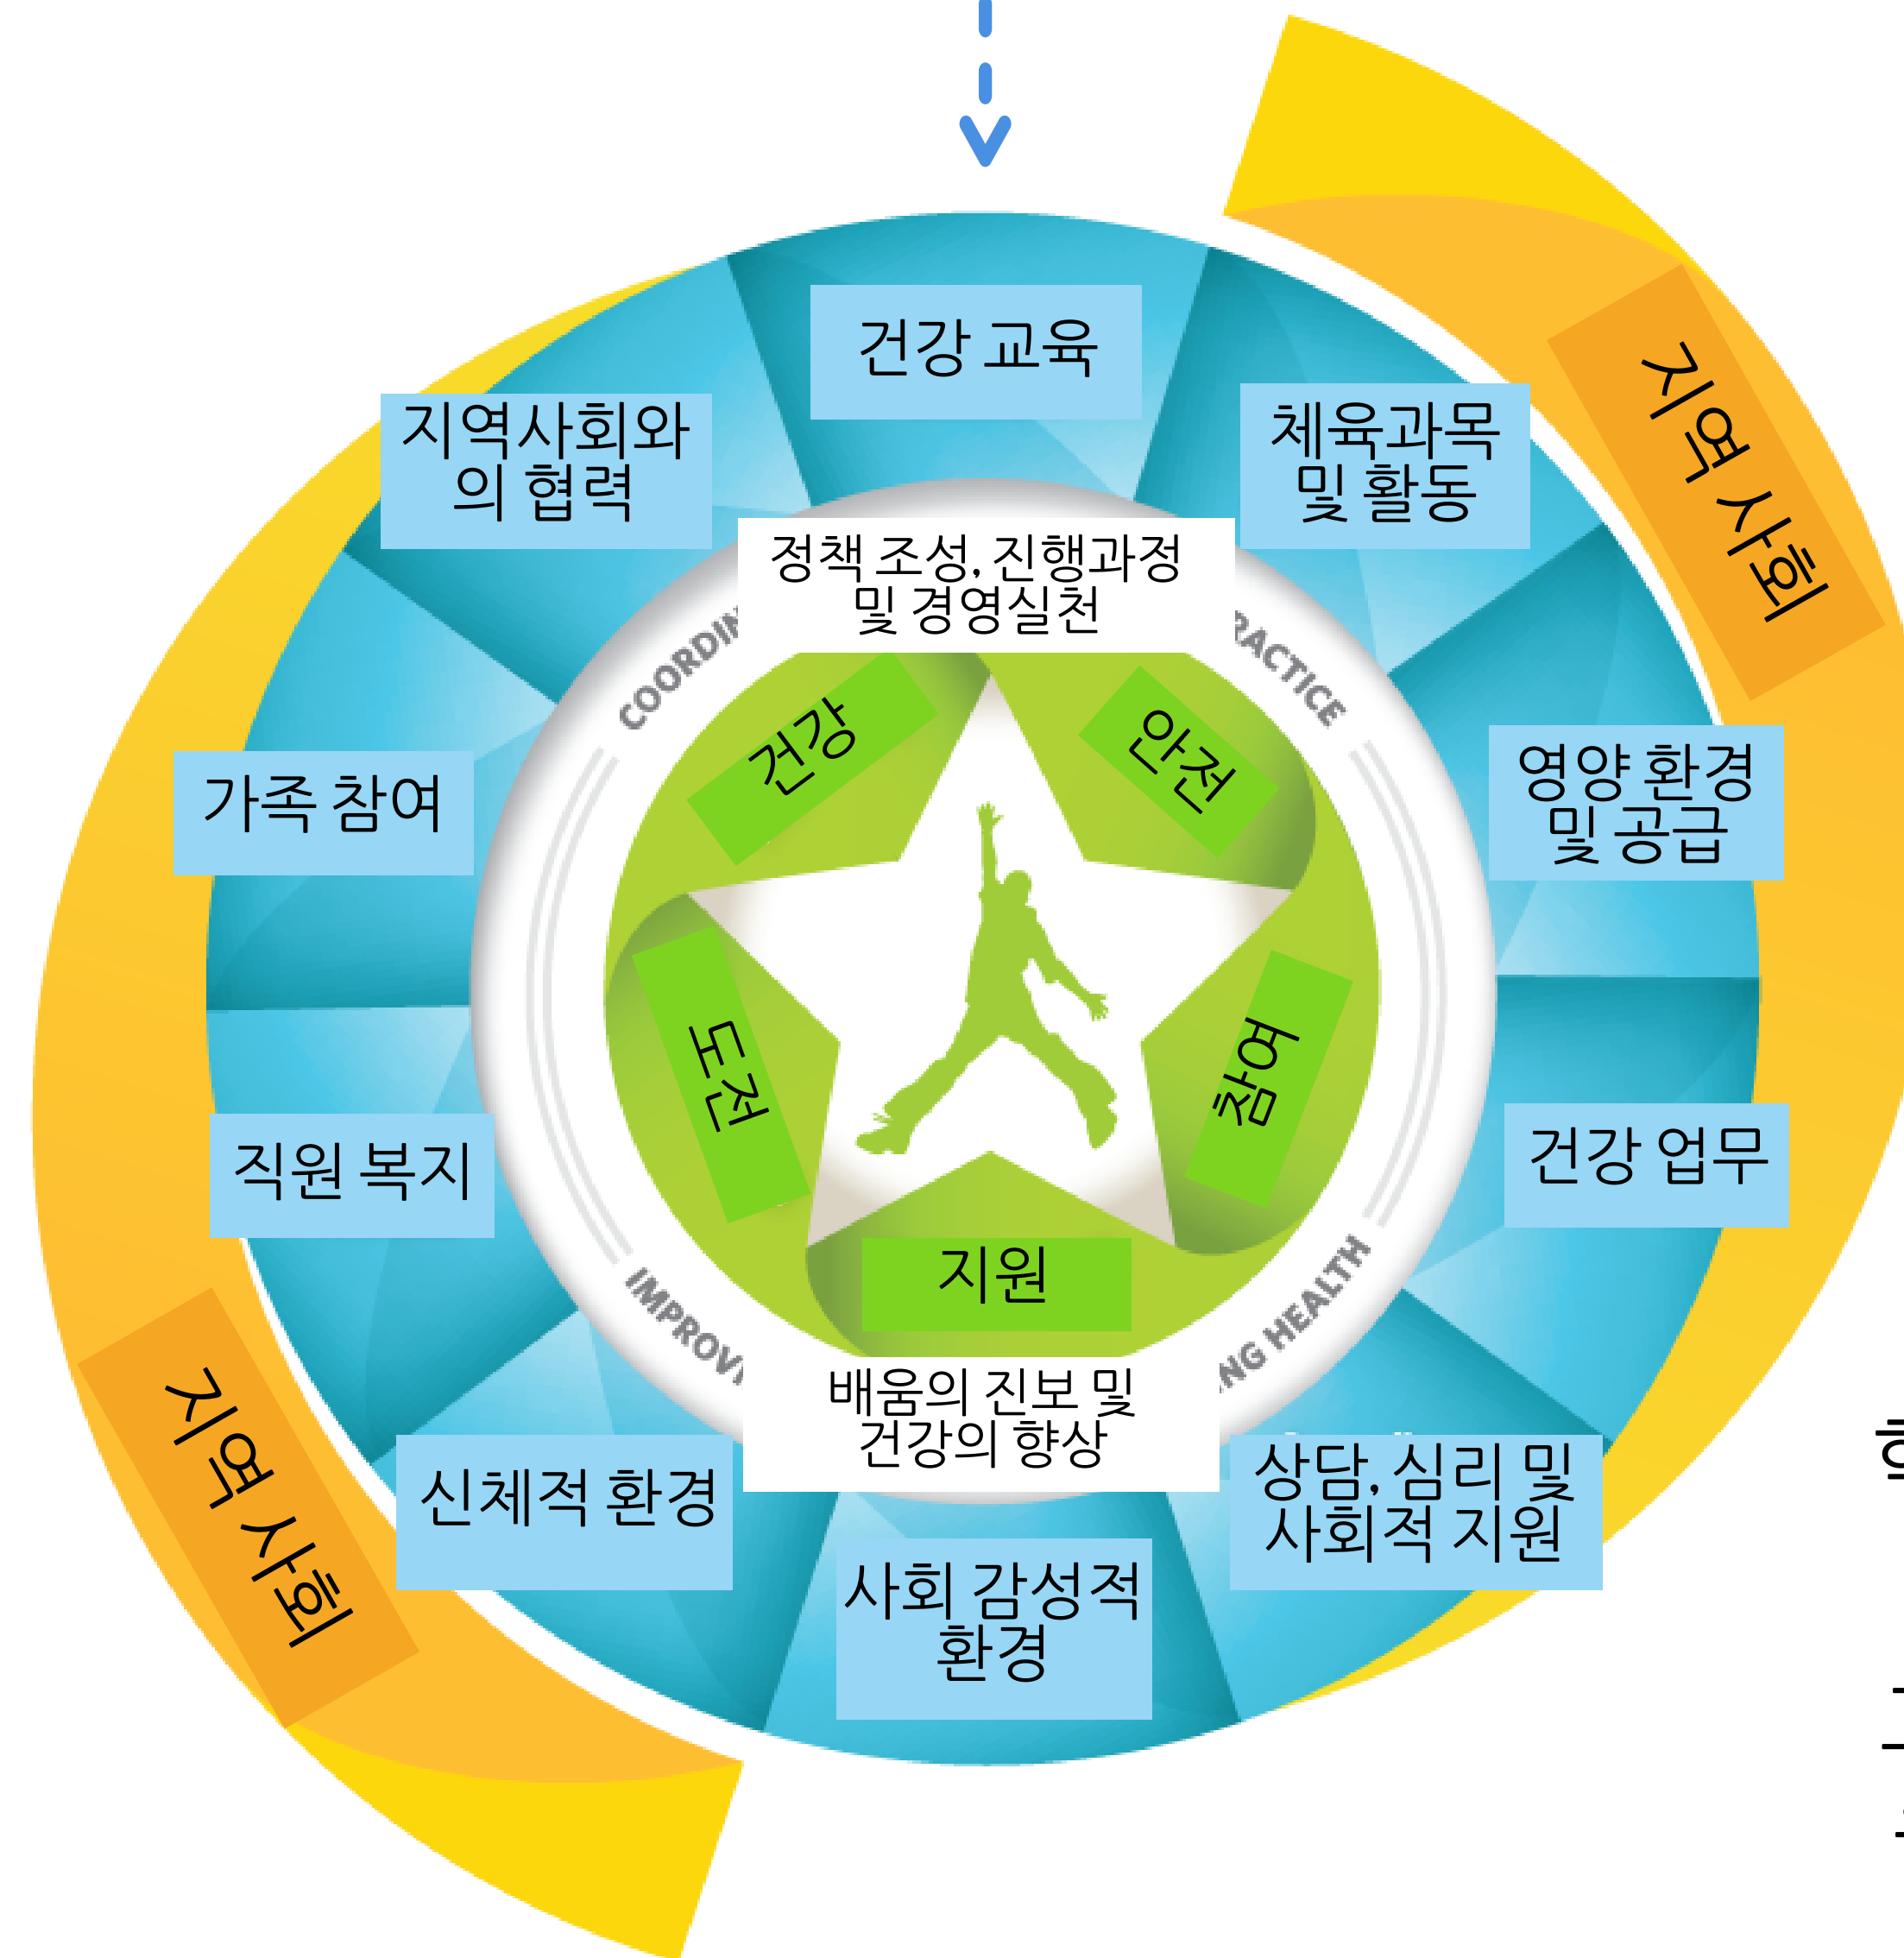 건강 교육
지역사회와
의 협력
체육과목
및 활동
지역 사회
정책 조성, 진행과정
및 경영실천
COORDIN
RACTICE
건강
안전
가족 참여
영양 환경
및 공급
도전
참여
직원 복지
건강 업무
지원
IMPROV
NG HEALTH
배움의 진보 및
건강의 향상
지역 사회
신체적 환경
상담, 심리 및
사회적 지원
사회 감성적
환경